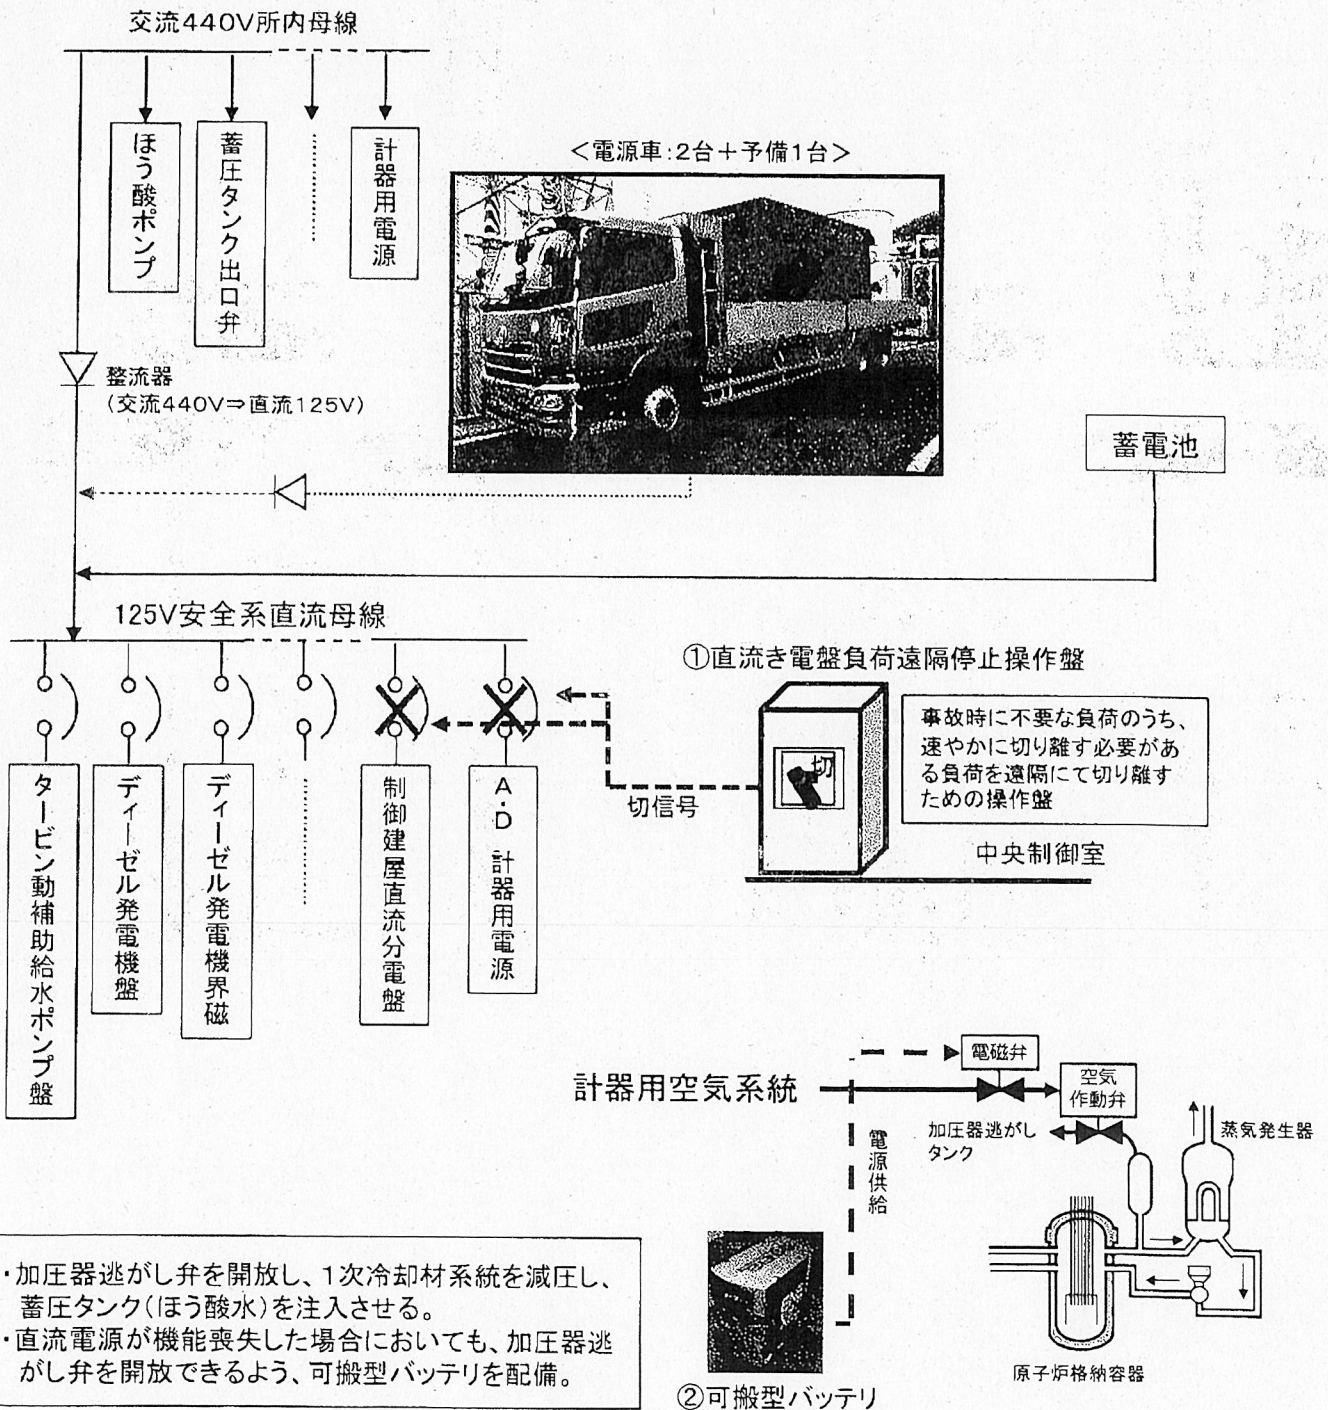 交流440V所内母線
ほう酸ポンプ
蓄圧タンク出口弁
計器用電源
<電源車:2台+予備1台>
整流器
(交流440V⇒直流125V)
蓄電池
125V安全系直流母線
①直流き電盤負荷遠隔停止操作盤
事故時に不要な負荷のうち、
速やかに切り離す必要があ
る負荷を遠隔にて切り離す
ための操作盤
切
切信号
中央制御室
タービン動補助給水ポンプ盤
ディーゼル発電機盤
ディーゼル発電機界磁
制御建屋直流分電盤
A・D 計器用電源
計器用空気系統
電磁弁
空気
作動弁
加圧器逃がし
タンク
蒸気発生器
電源供給
原子炉格納容器
・加圧器逃がし弁を開放し、1次冷却材系統を減圧し、
蓄圧タンク(ほう酸水)を注入させる。
・直流電源が機能喪失した場合においても、加圧器逃
がし弁を開放できるよう、可搬型バッテリを配備。
②可搬型バッテリ